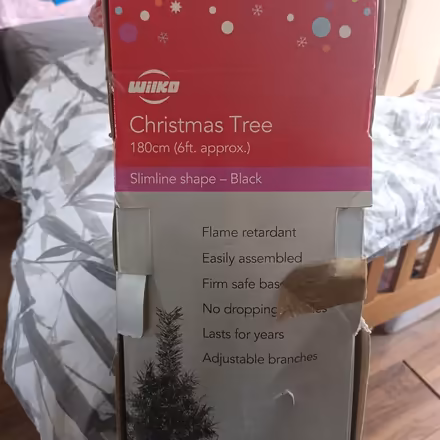 wilko
Christmas Tree
180cm (6ft. approx.)
Slimline shape – Black
Flame retardant
Easily assembled
Firm safe
No dropping
Lasts for years
Adjustable branches